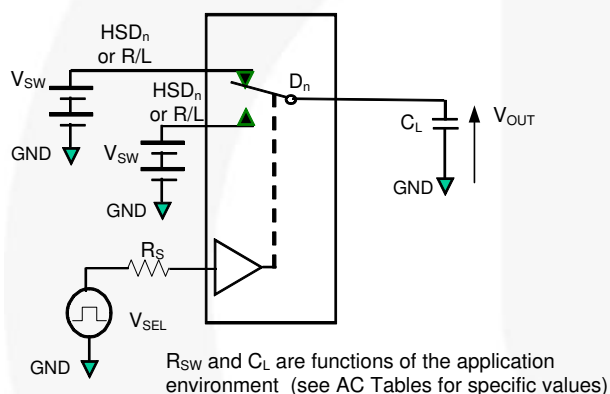 HSDn
or R/L
VSW
HSDn
or R/L
Dn
CL
VOUT
GND
VSW
GND
GND
RS
VSEL
GND
RSW and CL are functions of the application
environment (see AC Tables for specific values)